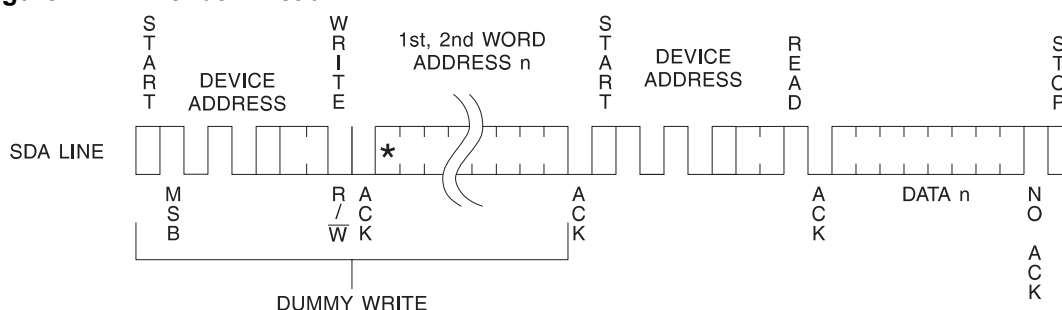 START
WRITE
1st, 2nd WORD
ADDRESS n
START
DEVICE
ADDRESS
READ
STOP
DEVICE
ADDRESS
SDA LINE
*
MSB
R/W
ACK
ACK
ACK
DATA n
NO ACK
DUMMY WRITE